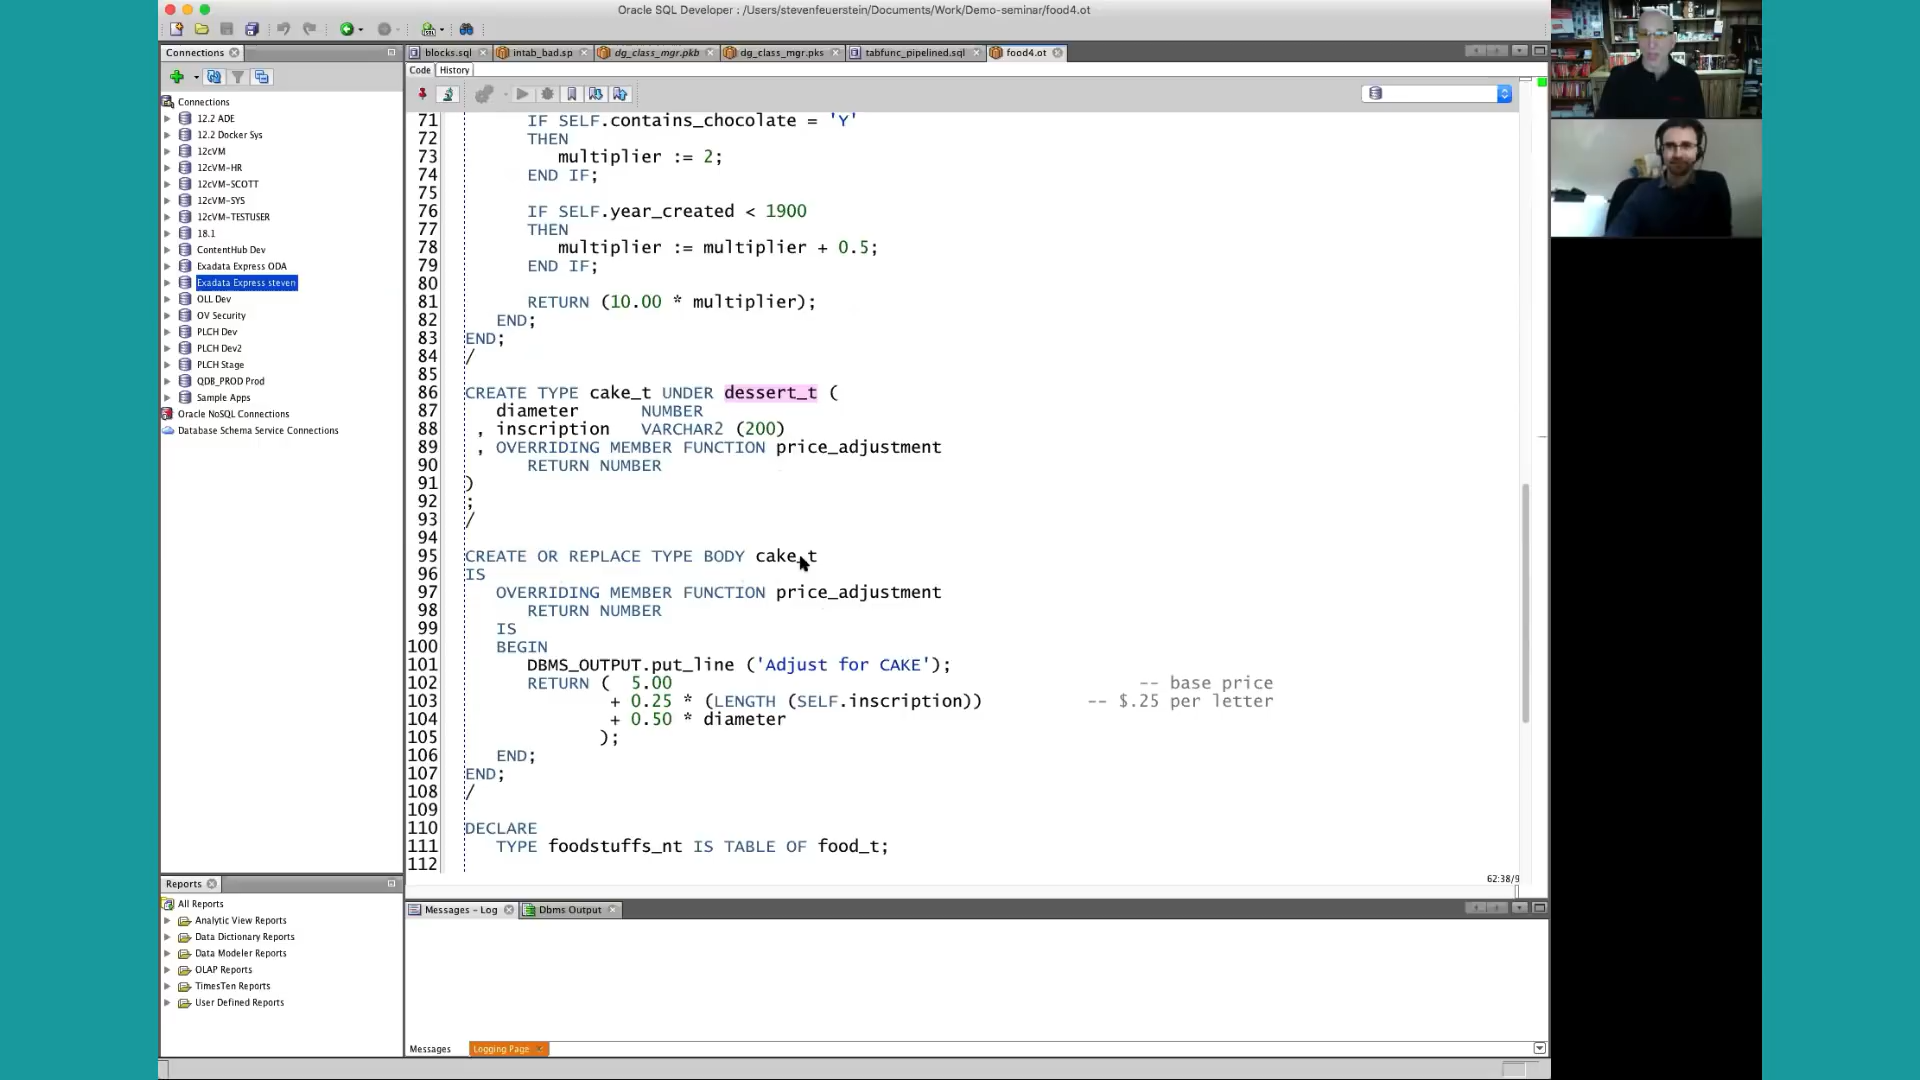 Oracle SQL Developer : /Users/stevenfeuerstein/Documents/Work/Demo-seminar/food4.ot
Connections
blocks.sql
intab_bad.sp
dg_class_mgr.pkb
dg_class_mgr.pks
tabfunc_pipelined.sql
food4.ot
Code
History
Connections
12.2 ADE
12.2 Docker Sys
12cVM
12cVM-HR
12cVM-SCOTT
12cVM-SYS
12cVM-TESTUSER
18.1
ContentHub Dev
Exadata Express ODA
Exadata Express steven
OLL Dev
OV Security
PLCH Dev
PLCH Dev2
PLCH Stage
QDB_PROD Prod
Sample Apps
Oracle NoSQL Connections
Database Schema Service Connections
71 IF SELF.contains_chocolate = 'Y'
72 THEN
73 multiplier := 2;
74 END IF;
75
76 IF SELF.year_created < 1900
77 THEN
78 multiplier := multiplier + 0.5;
79 END IF;
80
81 RETURN (10.00 * multiplier);
82 END;
83 END;
84 /
85
86 CREATE TYPE cake_t UNDER dessert_t (
87 diameter NUMBER
88 , inscription VARCHAR2 (200)
89 , OVERRIDING MEMBER FUNCTION price_adjustment
90 RETURN NUMBER
91 )
92 ;
93 /
94
95 CREATE OR REPLACE TYPE BODY cake_t
96 IS
97 OVERRIDING MEMBER FUNCTION price_adjustment
98 RETURN NUMBER
99 IS
100 BEGIN
101 DBMS_OUTPUT.put_line ('Adjust for CAKE');
102 RETURN ( 5.00 -- base price
103 + 0.25 * (LENGTH (SELF.inscription)) -- $.25 per letter
104 + 0.50 * diameter
105 );
106 END;
107 END;
108 /
109
110 DECLARE
111 TYPE foodstuffs_nt IS TABLE OF food_t;
112
62:38/9
Reports
All Reports
Analytic View Reports
Data Dictionary Reports
Data Modeler Reports
OLAP Reports
TimesTen Reports
User Defined Reports
Messages - Log
Dbms Output
Messages
Logging Page